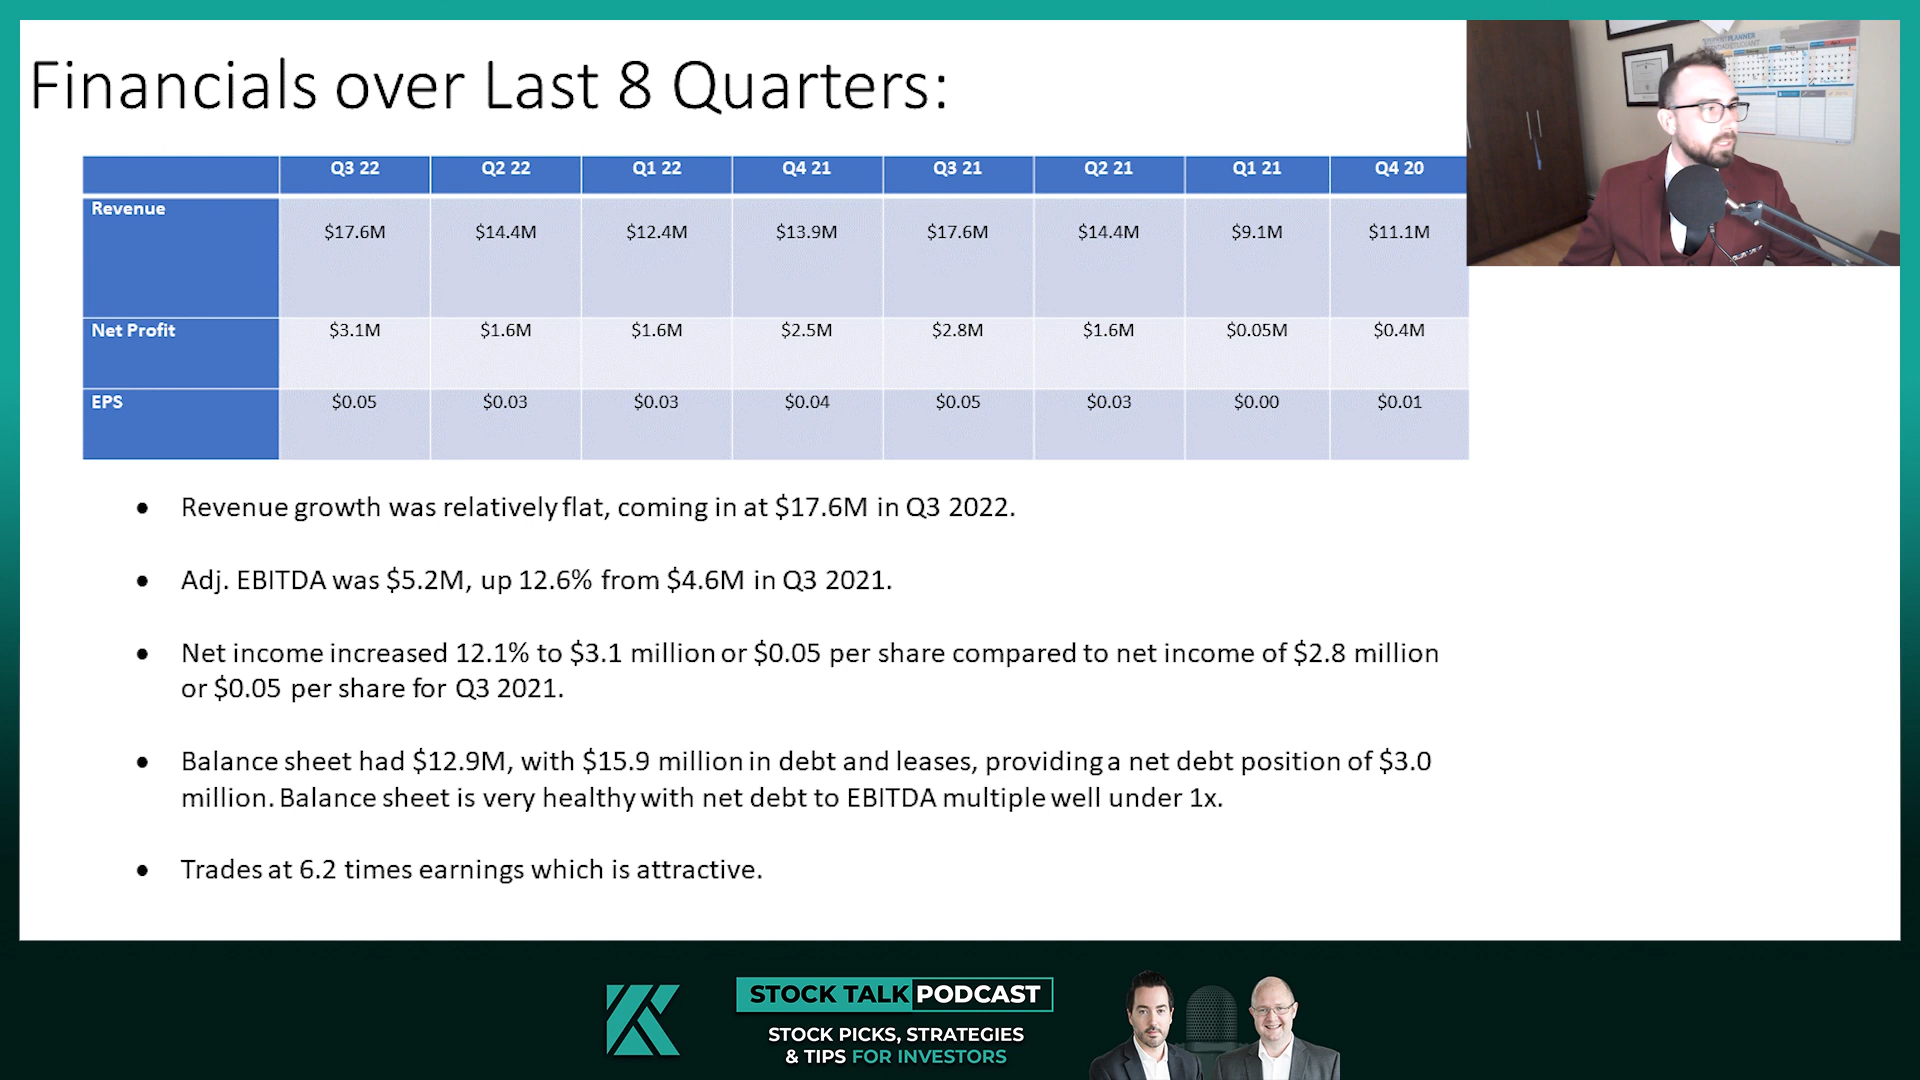 Financials over Last 8 Quarters:
Q3 22 Q2 22 Q1 22 Q4 21 Q3 21 Q2 21 Q1 21 Q4 20
Revenue $17.6M $14.4M $12.4M $13.9M $17.6M $14.4M $9.1M $11.1M
Net Profit $3.1M $1.6M $1.6M $2.5M $2.8M $1.6M $0.05M $0.4M
EPS $0.05 $0.03 $0.03 $0.04 $0.05 $0.03 $0.00 $0.01
• Revenue growth was relatively flat, coming in at $17.6M in Q3 2022.
• Adj. EBITDA was $5.2M, up 12.6% from $4.6M in Q3 2021.
• Net income increased 12.1% to $3.1 million or $0.05 per share compared to net income of $2.8 million
or $0.05 per share for Q3 2021.
• Balance sheet had $12.9M, with $15.9 million in debt and leases, providing a net debt position of $3.0
million. Balance sheet is very healthy with net debt to EBITDA multiple well under 1x.
• Trades at 6.2 times earnings which is attractive.
STOCK TALK PODCAST
STOCK PICKS, STRATEGIES
& TIPS FOR INVESTORS